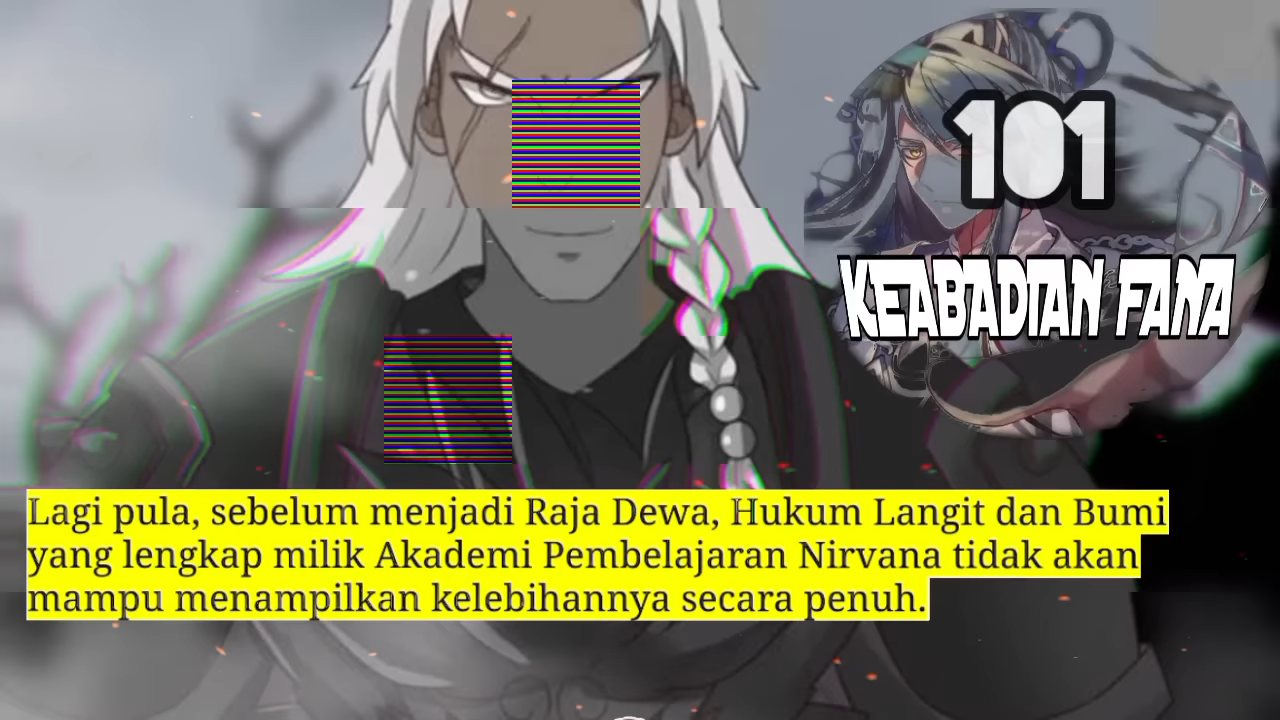 101
KEABADIAN FANA
Lagi pula, sebelum menjadi Raja Dewa, Hukum Langit dan Bumi
yang lengkap milik Akademi Pembelajaran Nirvana tidak akan
mampu menampilkan kelebihannya secara penuh.